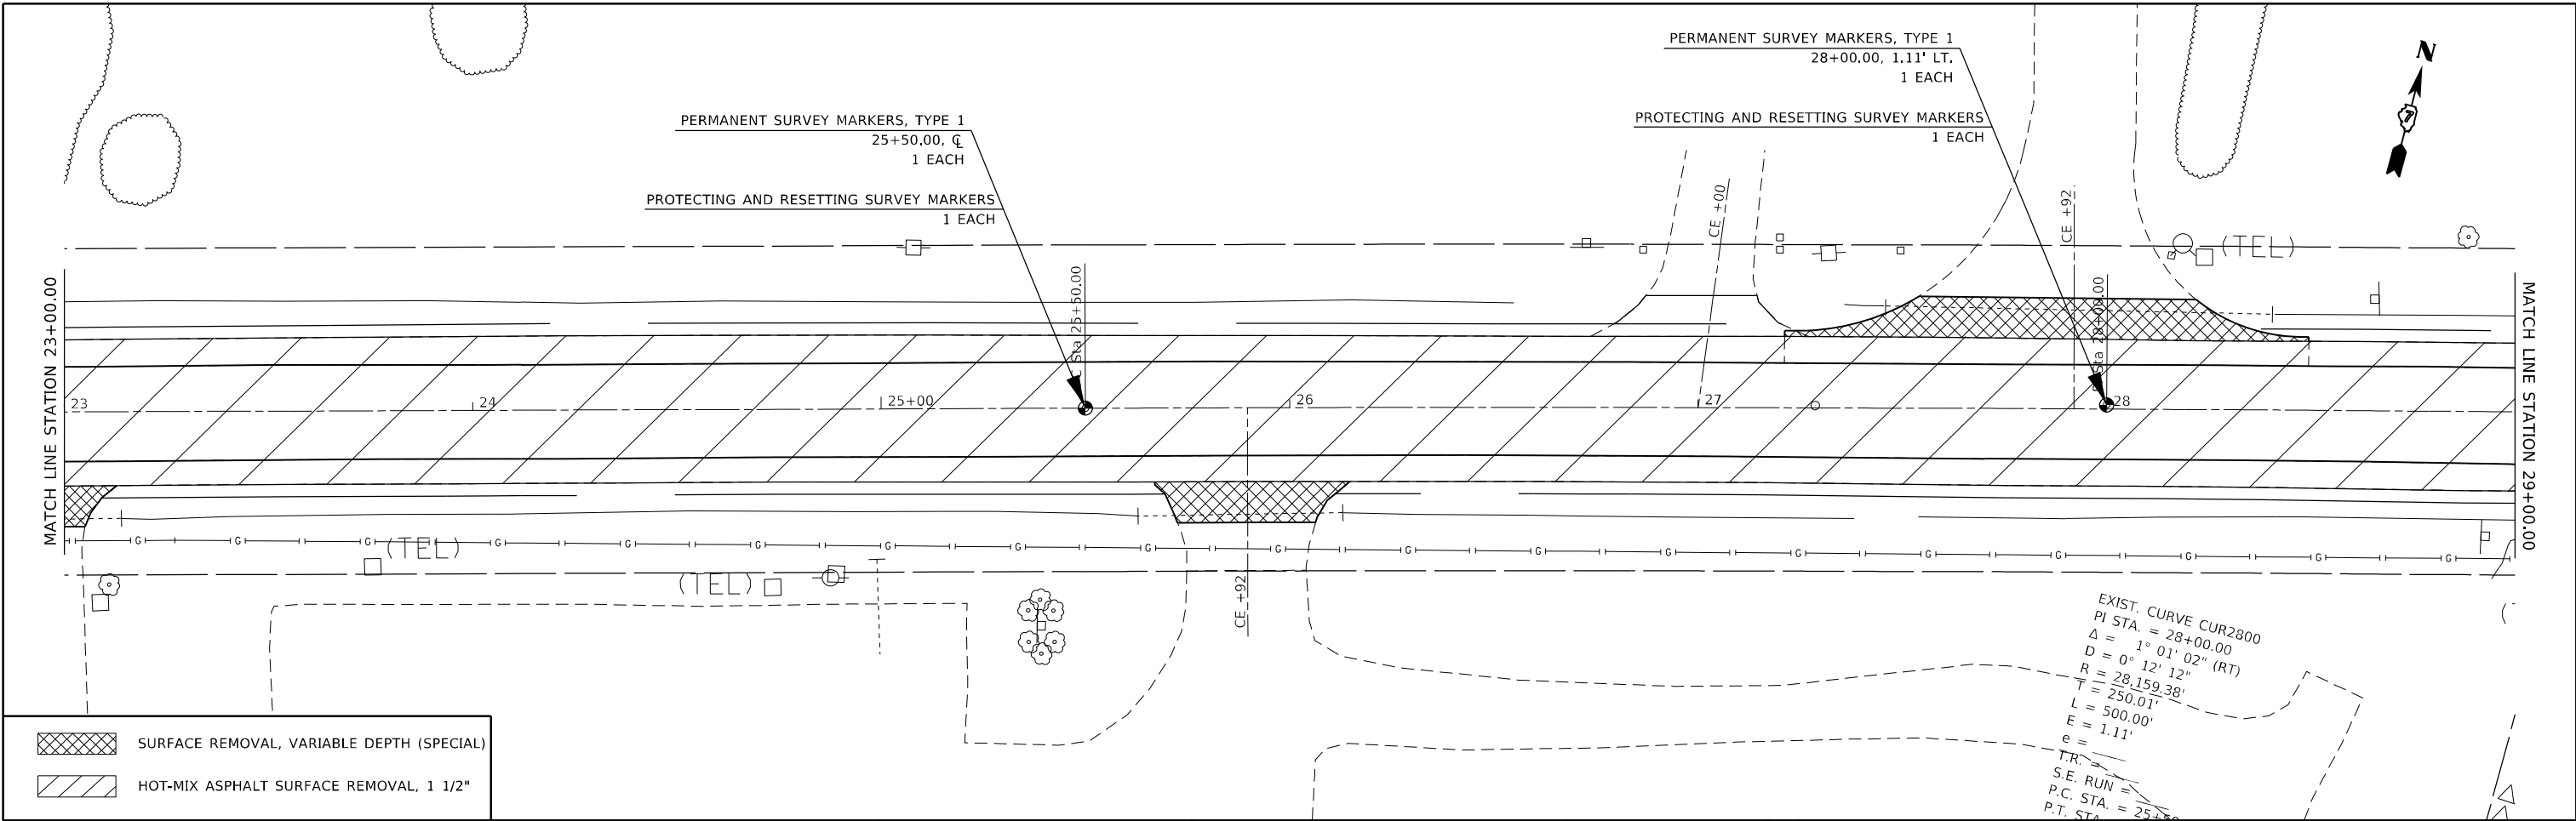 PERMANENT SURVEY MARKERS, TYPE 1
28+00.00, 1.11' LT.
1 EACH
PROTECTING AND RESETTING SURVEY MARKERS
1 EACH
N
7
PERMANENT SURVEY MARKERS, TYPE 1
25+50.00, ℄
1 EACH
PROTECTING AND RESETTING SURVEY MARKERS
1 EACH
CE +00
CE +92
(TEL)
Sta 25+50.00
Sta 28+00.00
MATCH LINE STATION 23+00.00
MATCH LINE STATION 29+00.00
23
24
25+00
26
27
28
G G G G G G G G G G G G G G G G G G G
(TEL)
(TEL)
CE +92
EXIST. CURVE CUR2800
PI STA. = 28+00.00
Δ = 1° 01' 02" (RT)
D = 0° 12' 12"
R = 28,159.38'
T = 250.01'
L = 500.00'
E = 1.11'
e =
T.R. =
S.E. RUN =
P.C. STA. = 25+50
P.T. STA
SURFACE REMOVAL, VARIABLE DEPTH (SPECIAL)
HOT-MIX ASPHALT SURFACE REMOVAL, 1 1/2"